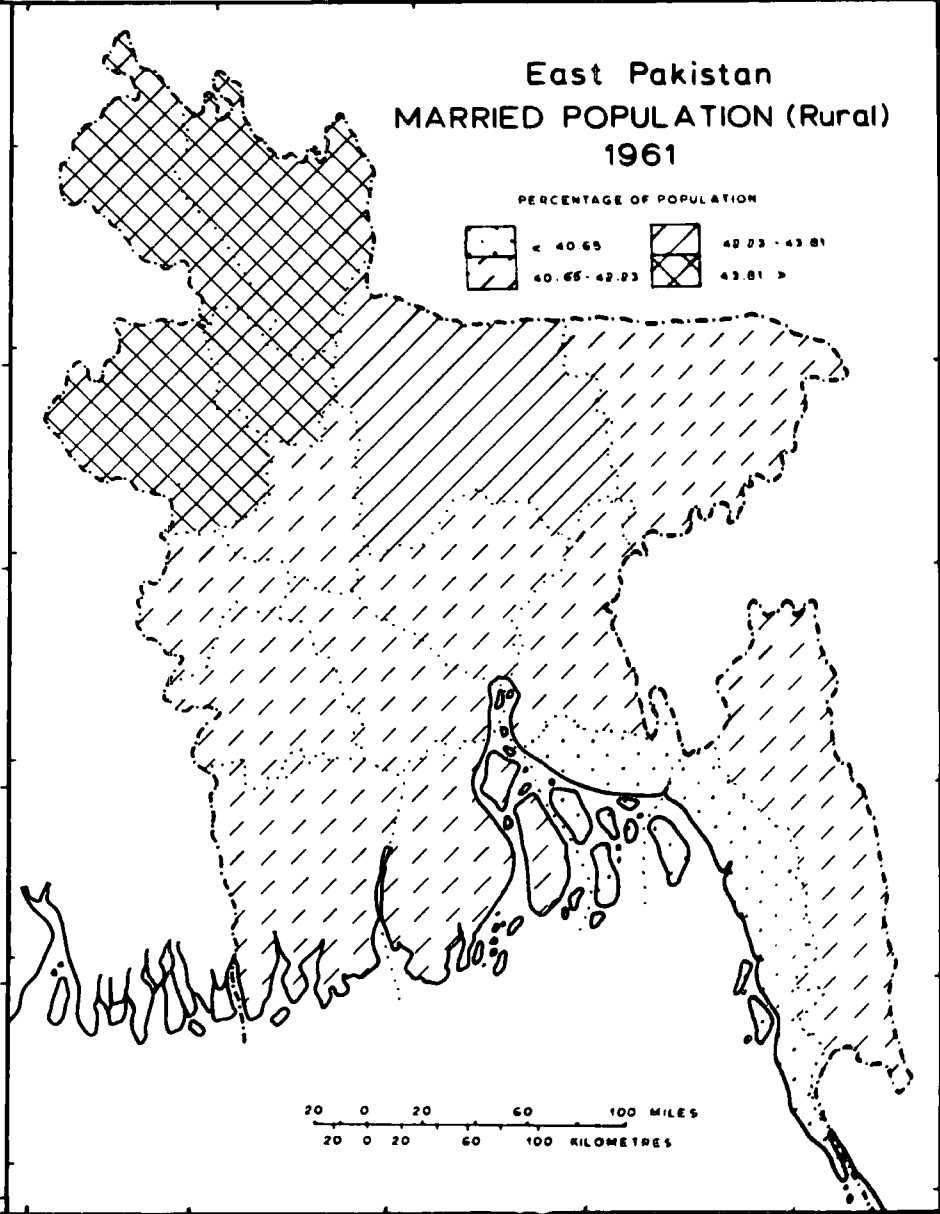 East Pakistan
MARRIED POPULATION (Rural)
1961
PERCENTAGE OF POPULATION
< 40.65
42.23 - 43.81
40.65 - 42.23
43.81 >
20 0 20 60 100 MILES
20 0 20 60 100 KILOMETRES